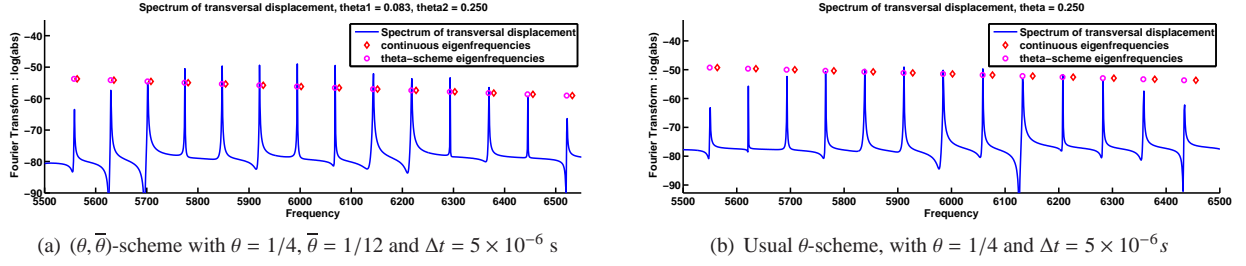 Spectrum of transversal displacement, theta1 = 0.083, theta2 = 0.250
Fourier Transform : log(abs)
−40
−50
−60
−70
−80
−90
Spectrum of transversal displacement
continuous eigenfrequencies
theta−scheme eigenfrequencies
5500 5600 5700 5800 5900 6000 6100 6200 6300 6400 6500
Frequency
(a) (θ, θ̅)-scheme with θ = 1/4, θ̅ = 1/12 and Δt = 5 × 10⁻⁶ s
Spectrum of transversal displacement, theta = 0.250
Fourier Transform : log(abs)
−40
−50
−60
−70
−80
−90
Spectrum of transversal displacement
continuous eigenfrequencies
theta−scheme eigenfrequencies
5500 5600 5700 5800 5900 6000 6100 6200 6300 6400 6500
Frequency
(b) Usual θ-scheme, with θ = 1/4 and Δt = 5 × 10⁻⁶ s